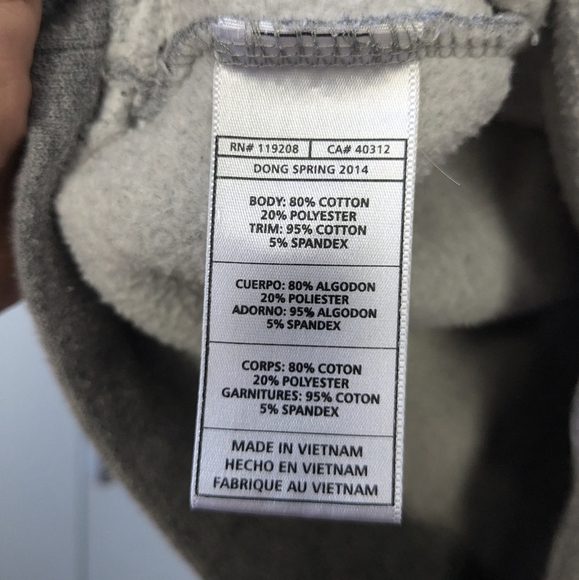 RN# 119208 CA# 40312
DONG SPRING 2014
BODY: 80% COTTON
20% POLYESTER
TRIM: 95% COTTON
5% SPANDEX
CUERPO: 80% ALGODON
20% POLIESTER
ADORNO: 95% ALGODON
5% SPANDEX
CORPS: 80% COTON
20% POLYESTER
GARNITURES: 95% COTON
5% SPANDEX
MADE IN VIETNAM
HECHO EN VIETNAM
FABRIQUE AU VIETNAM